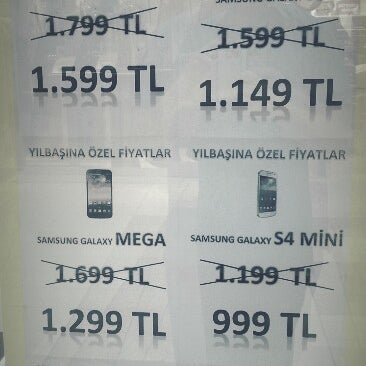 SAMSUNG GALAXY
1.799 TL
1.599 TL
1.599 TL
1.149 TL
YILBAŞINA ÖZEL FİYATLAR
YILBAŞINA ÖZEL FİYATLAR
SAMSUNG GALAXY MEGA
SAMSUNG GALAXY S4 MİNİ
1.699 TL
1.199 TL
1.299 TL
999 TL